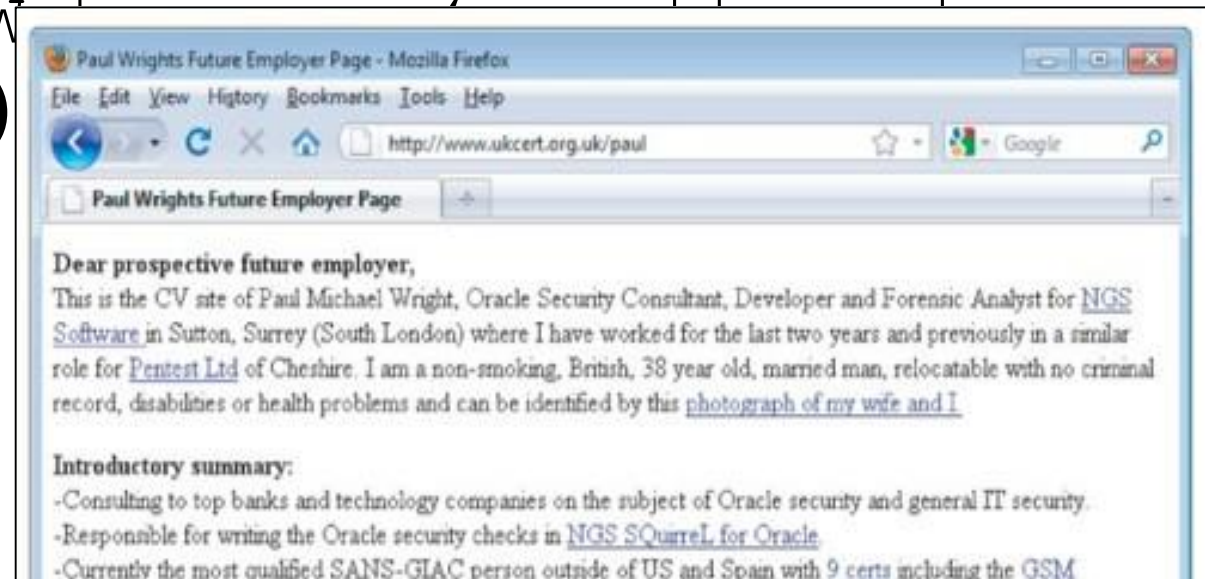 Paul Wrights Future Employer Page - Mozilla Firefox
File Edit View History Bookmarks Tools Help
http://www.ukcert.org.uk/paul Google
Paul Wrights Future Employer Page
Dear prospective future employer,
This is the CV site of Paul Michael Wright, Oracle Security Consultant, Developer and Forensic Analyst for NGS
Software in Sutton, Surrey (South London) where I have worked for the last two years and previously in a similar
role for Pentest Ltd of Cheshire. I am a non-smoking, British, 38 year old, married man, relocatable with no criminal
record, disabilities or health problems and can be identified by this photograph of my wife and I.
Introductory summary:
-Consulting to top banks and technology companies on the subject of Oracle security and general IT security.
-Responsible for writing the Oracle security checks in NGS SQuirreL for Oracle.
-Currently the most qualified SANS-GIAC person outside of US and Spain with 9 certs including the GSM